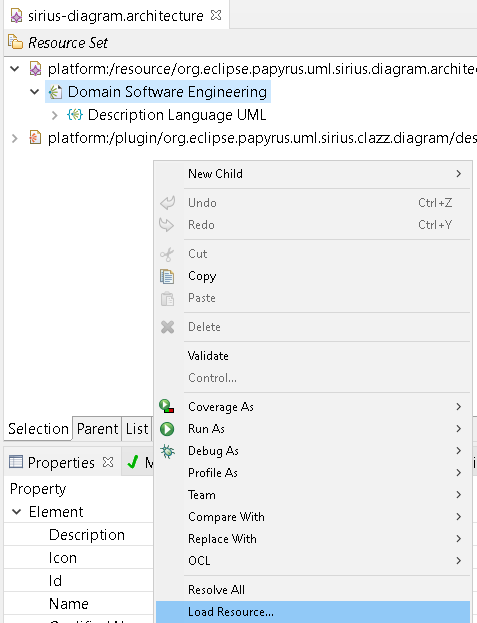 sirius-diagram.architecture
Resource Set
platform:/resource/org.eclipse.papyrus.uml.sirius.diagram.archite
Domain Software Engineering
Description Language UML
platform:/plugin/org.eclipse.papyrus.uml.sirius.clazz.diagram/des
New Child
Undo Ctrl+Z
Redo Ctrl+Y
Cut
Copy
Paste
Delete
Validate
Control...
Coverage As
Run As
Debug As
Profile As
Team
Compare With
Replace With
OCL
Resolve All
Load Resource...
Selection Parent List
Properties
Property
Element
Description
Icon
Id
Name